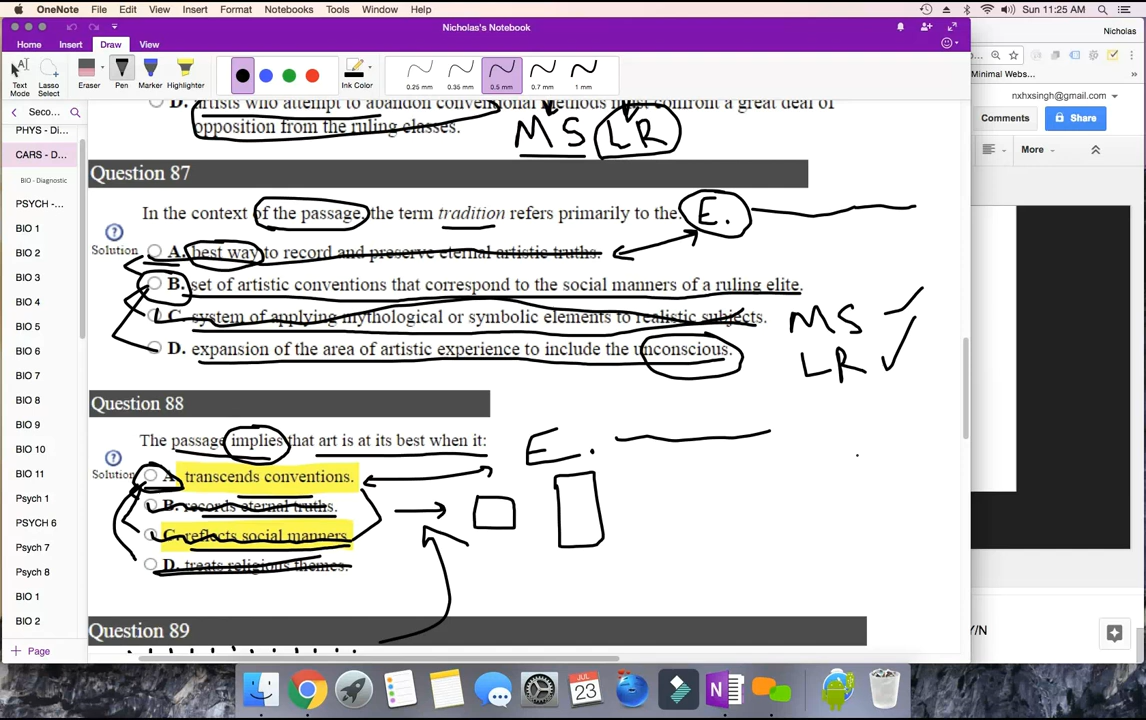 OneNote File Edit View Insert Format Notebooks Tools Window Help Sun 11:25 AM
Nicholas's Notebook
Nicholas
Home Insert Draw View
Text Mode Lasso Select Eraser Pen Marker Highlighter 0.25 mm 0.35 mm 0.5 mm 0.7 mm 1 mm Ink Color
Minimal Webs...
nxhxsingh@gmail.com
Comments Share
More
Seco...
PHYS - Di...
CARS - D...
BIO - Diagnostic
PSYCH -...
BIO 1
BIO 2
BIO 3
BIO 4
BIO 5
BIO 6
BIO 7
BIO 8
BIO 9
BIO 10
BIO 11
Psych 1
PSYCH 6
Psych 7
Psych 8
BIO 1
BIO 2
+ Page
D. artists who attempt to abandon conventional methods must confront a great deal of
opposition from the ruling classes.
MS LR
Question 87
In the context of the passage, the term tradition refers primarily to the: E.
Solution
A. best way to record and preserve eternal artistic truths.
B. set of artistic conventions that correspond to the social manners of a ruling elite.
C. system of applying mythological or symbolic elements to realistic subjects.
D. expansion of the area of artistic experience to include the unconscious.
MS
LR
Question 88
The passage implies that art is at its best when it: E.
Solution
A. transcends conventions.
B. records eternal truths.
C. reflects social manners.
D. treats religious themes.
Question 89
Y/N
JUL
23